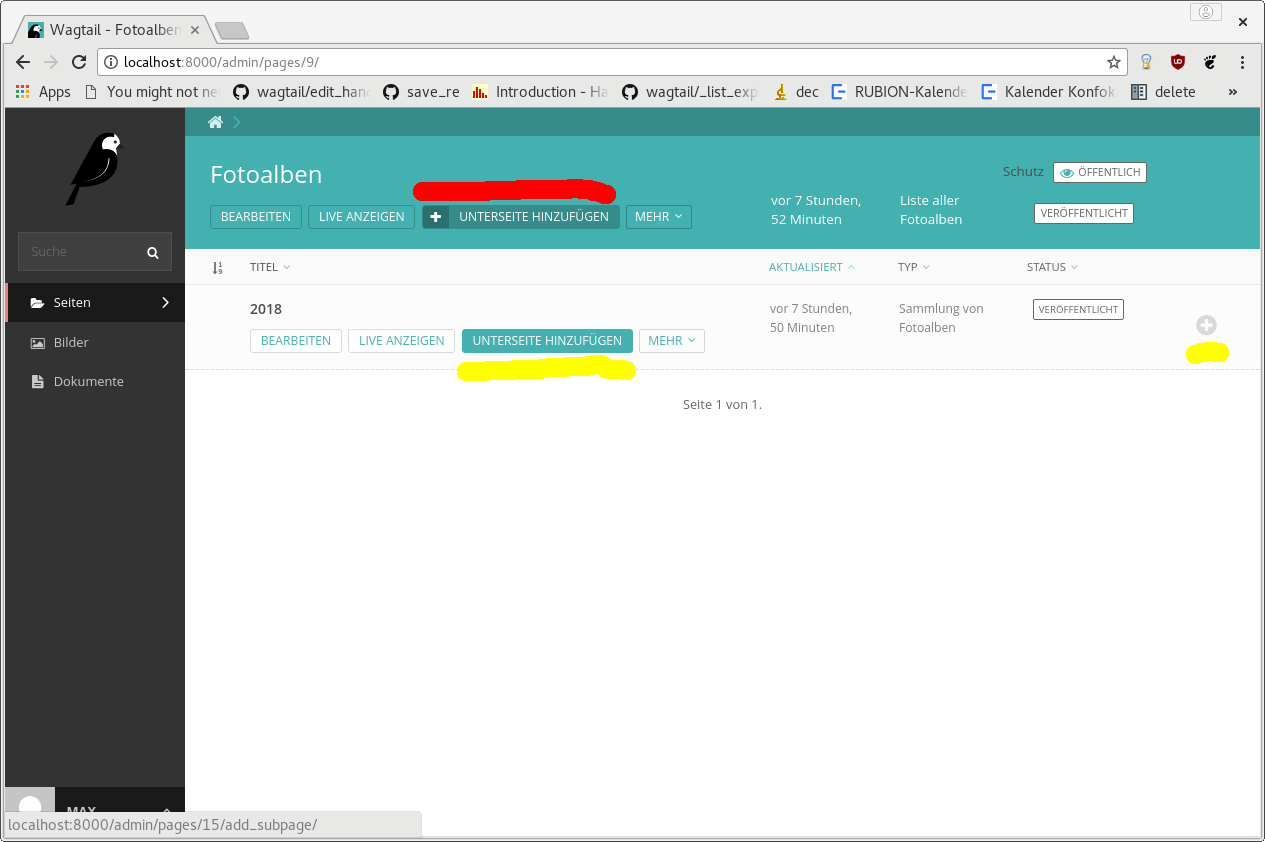 Wagtail - Fotoalben
localhost:8000/admin/pages/9/
Apps You might not ne wagtail/edit_han save_re Introduction - Ha wagtail/_list_exp dec RUBION-Kalende Kalender Konfok delete »
Fotoalben
Schutz ÖFFENTLICH
BEARBEITEN LIVE ANZEIGEN UNTERSEITE HINZUFÜGEN MEHR
vor 7 Stunden,
52 Minuten
Liste aller
Fotoalben
VERÖFFENTLICHT
Suche
TITEL AKTUALISIERT TYP STATUS
Seiten
Bilder
Dokumente
2018
BEARBEITEN LIVE ANZEIGEN UNTERSEITE HINZUFÜGEN MEHR
vor 7 Stunden,
50 Minuten
Sammlung von
Fotoalben
VERÖFFENTLICHT
Seite 1 von 1.
MAX
localhost:8000/admin/pages/15/add_subpage/